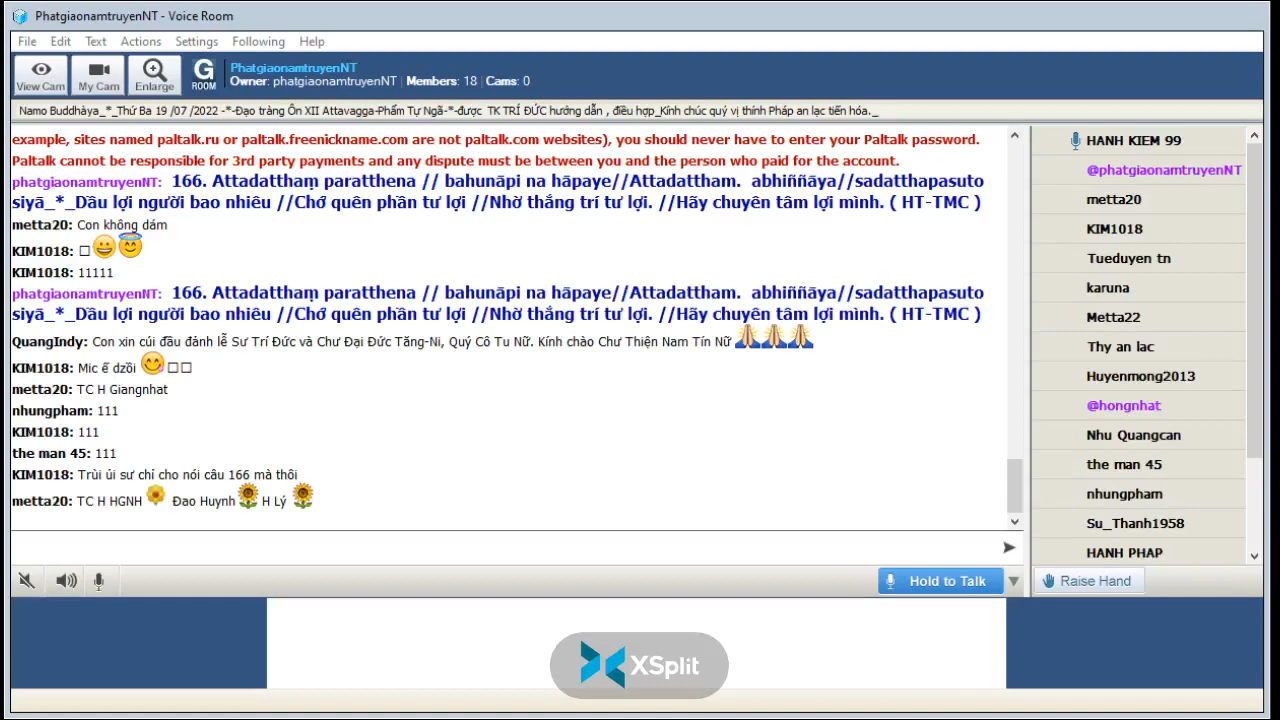 PhatgiaonamtruyenNT - Voice Room
File Edit Text Actions Settings Following Help
View Cam
My Cam
Enlarge
G
ROOM
PhatgiaonamtruyenNT
Owner: phatgiaonamtruyenNT | Members: 18 | Cams: 0
Namo Buddhàya_*_Thứ Ba 19 /07 /2022 -*-Đạo tràng Ôn XII Attavagga-Phẩm Tự Ngã-*-được TK TRÍ ĐỨC hướng dẫn , điều hợp_Kính chúc quý vị thính Pháp an lạc tiến hóa._
example, sites named paltalk.ru or paltalk.freenickname.com are not paltalk.com websites), you should never have to enter your Paltalk password.
Paltalk cannot be responsible for 3rd party payments and any dispute must be between you and the person who paid for the account.
phatgiaonamtruyenNT: 166. Attadatthaṃ paratthena // bahunāpi na hāpaye//Attadattham. abhiññāya//sadatthapasuto
siyā_*_Dầu lợi người bao nhiêu //Chớ quên phần tư lợi //Nhờ thắng trí tư lợi. //Hãy chuyên tâm lợi mình. ( HT-TMC )
metta20: Con không dám
KIM1018: □😀😇
KIM1018: 11111
phatgiaonamtruyenNT: 166. Attadatthaṃ paratthena // bahunāpi na hāpaye//Attadattham. abhiññāya//sadatthapasuto
siyā_*_Dầu lợi người bao nhiêu //Chớ quên phần tư lợi //Nhờ thắng trí tư lợi. //Hãy chuyên tâm lợi mình. ( HT-TMC )
QuangIndy: Con xin cúi đầu đảnh lễ Sư Trí Đức và Chư Đại Đức Tăng-Ni, Quý Cô Tu Nữ. Kính chào Chư Thiện Nam Tín Nữ 🙏🙏🙏
KIM1018: Mic ế dzồi 😋 □□
metta20: TC H Giangnhat
nhungpham: 111
KIM1018: 111
the man 45: 111
KIM1018: Trùi ủi sư chỉ cho nói câu 166 mà thôi
metta20: TC H HGNH 🌼 Đao Huynh🌻 H Lý 🌻
HANH KIEM 99
@phatgiaonamtruyenNT
metta20
KIM1018
Tueduyen tn
karuna
Metta22
Thy an lac
Huyenmong2013
@hongnhat
Nhu Quangcan
the man 45
nhungpham
Su_Thanh1958
HANH PHAP
Hold to Talk
Raise Hand
XSplit